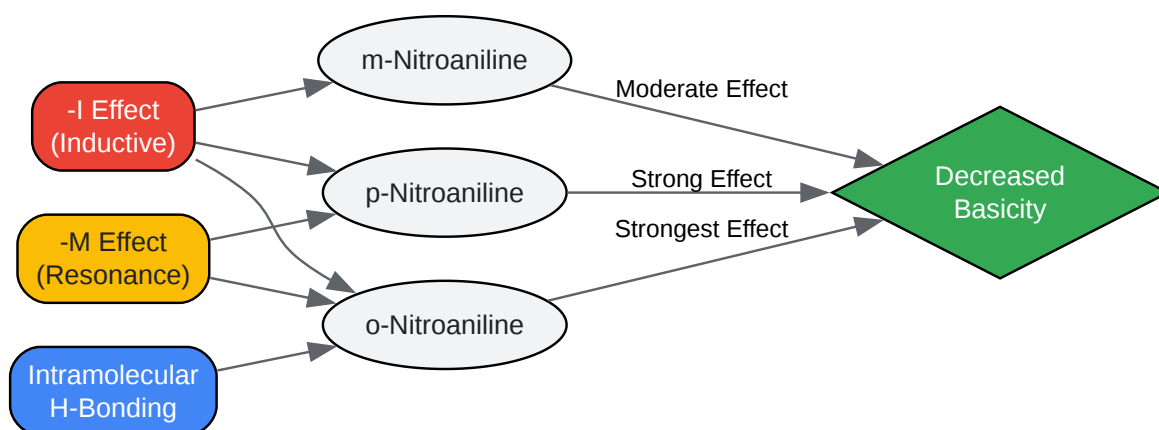 -I Effect
(Inductive)
-M Effect
(Resonance)
Intramolecular
H-Bonding
m-Nitroaniline
p-Nitroaniline
o-Nitroaniline
Moderate Effect
Strong Effect
Strongest Effect
Decreased
Basicity